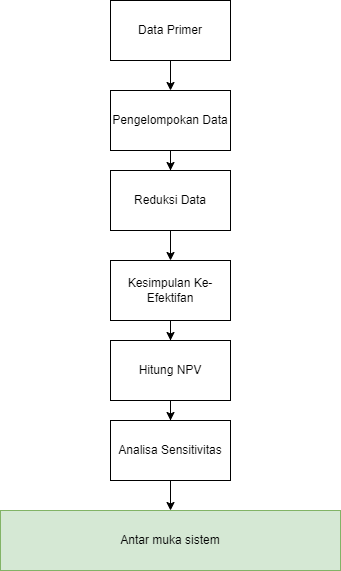 Data Primer
Pengelompokan Data
Reduksi Data
Kesimpulan Ke-
Efektifan
Hitung NPV
Analisa Sensitivitas
Antar muka sistem